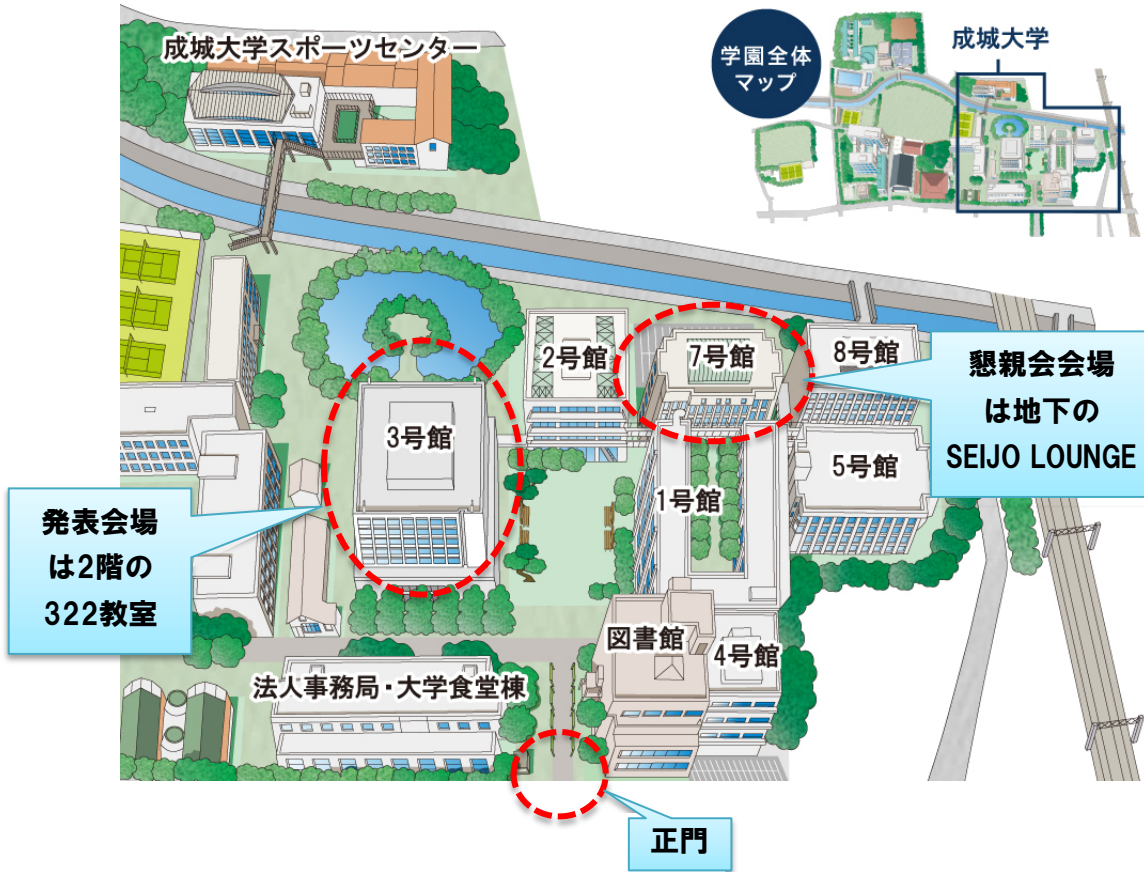 成城大学スポーツセンター
学園全体
マップ
成城大学
2号館
7号館
8号館
懇親会会場
は地下の
SEIJO LOUNGE
3号館
5号館
1号館
発表会場
は2階の
322教室
図書館
4号館
法人事務局・大学食堂棟
正門